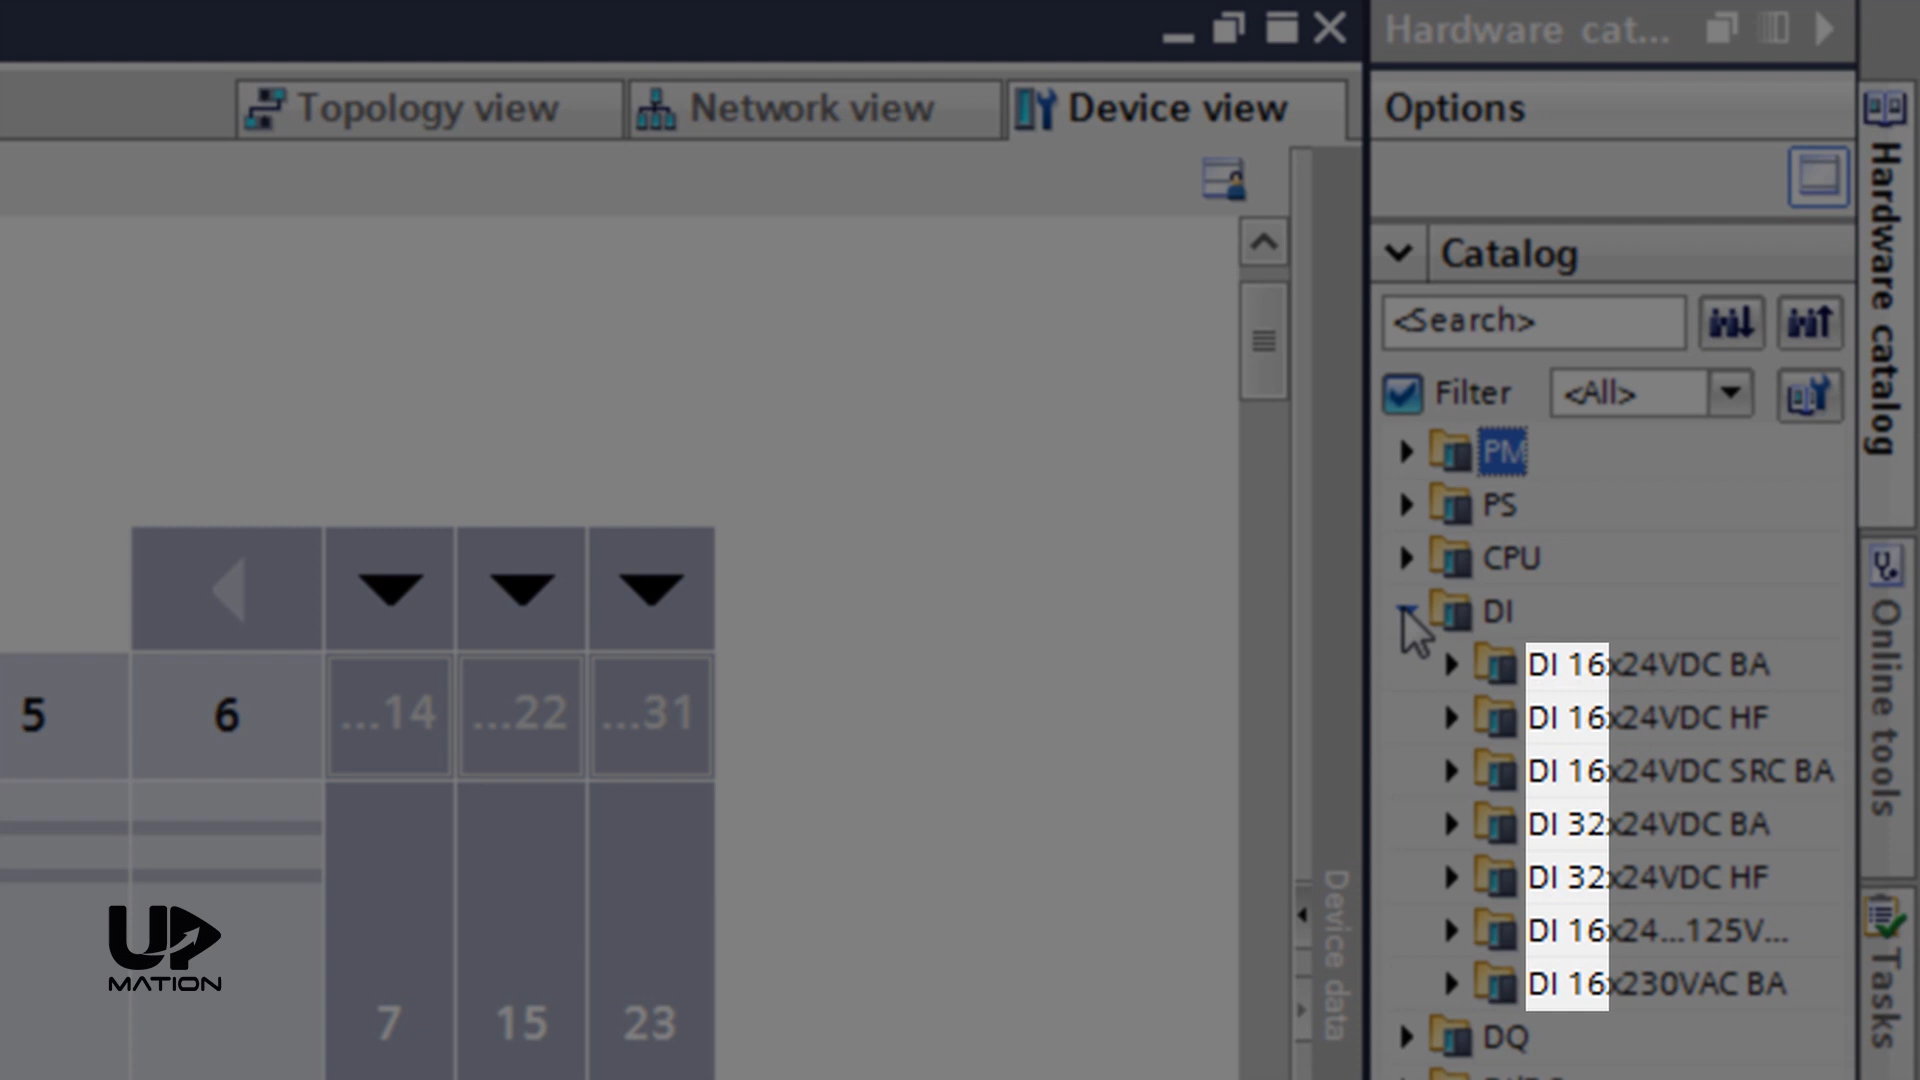 Hardware cat...
Topology view
Network view
Device view
Options
Catalog
<Search>
Filter
<All>
PM
PS
CPU
DI
DI 16x24VDC BA
DI 16x24VDC HF
DI 16x24VDC SRC BA
DI 32x24VDC BA
DI 32x24VDC HF
DI 16x24...125V...
DI 16x230VAC BA
DQ
5
6
...14
...22
...31
7
15
23
Device data
Hardware catalog
Online tools
Tasks
UP
MATION